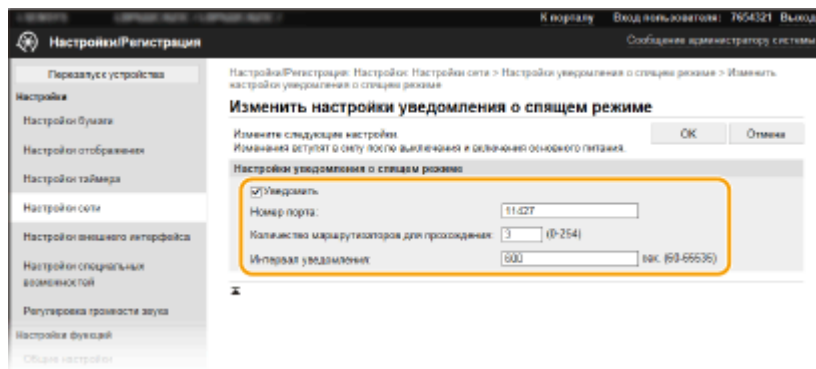 К порталу Вход пользователя: 7654321 Выход
Настройки/Регистрация
Сообщение администратору системы
Перезапуск устройства
Настройки
Настройки бумаги
Настройки отображения
Настройки таймера
Настройки сети
Настройки внешнего интерфейса
Настройки специальных
возможностей
Регулировка громкости звука
Настройки функций
Общие настройки
Настройки/Регистрация: Настройки: Настройки сети > Настройки уведомления о спящем режиме > Изменить
настройки уведомления о спящем режиме
Изменить настройки уведомления о спящем режиме
Измените следующие настройки.
Изменения вступят в силу после выключения и включения основного питания.
OK Отмена
Настройки уведомления о спящем режиме
Уведомить
Номер порта: 11427
Количество маршрутизаторов для прохождения: 3 (0-254)
Интервал уведомления: 600 сек. (60-65535)